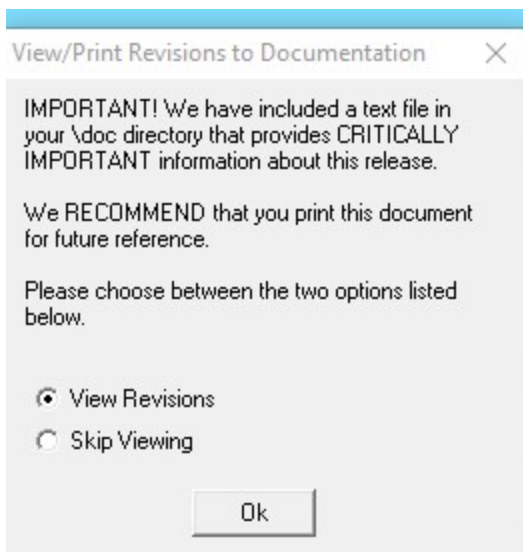 View/Print Revisions to Documentation
IMPORTANT! We have included a text file in
your \doc directory that provides CRITICALLY
IMPORTANT information about this release.
We RECOMMEND that you print this document
for future reference.
Please choose between the two options listed
below.
View Revisions
Skip Viewing
Ok